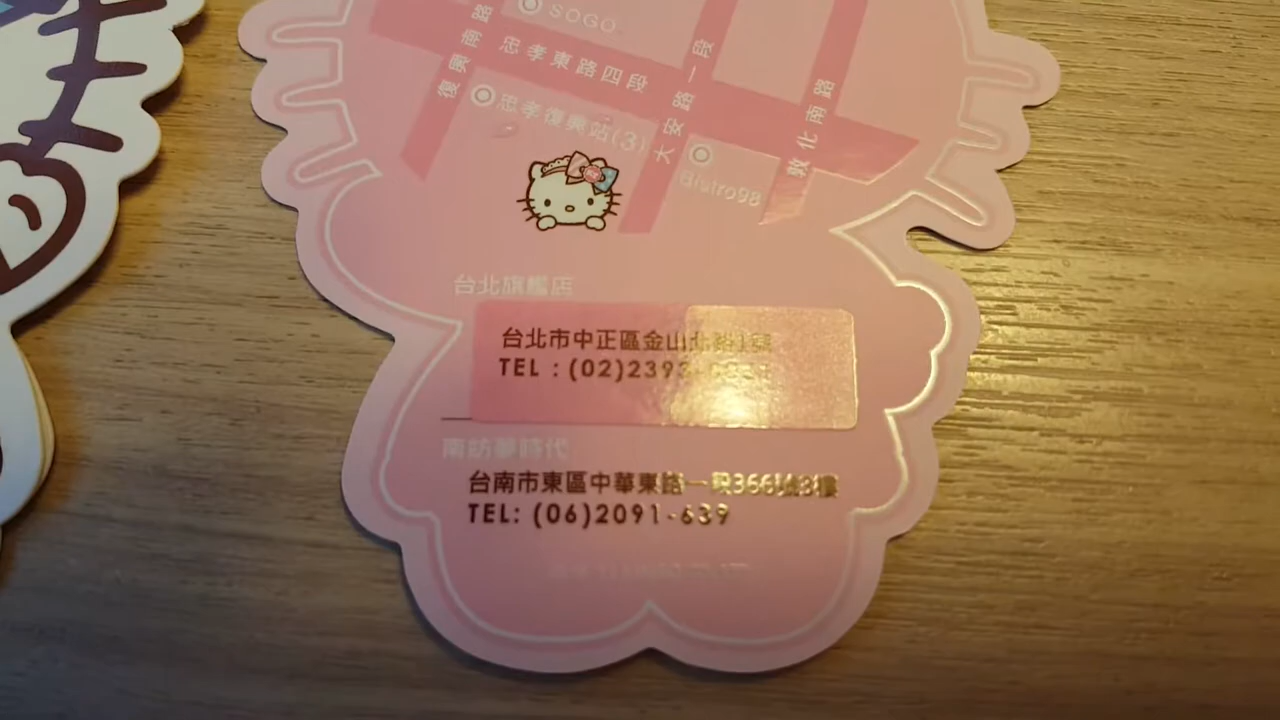 SOGO
復興南路
忠孝東路四段
大安路一段
敦化南路
忠孝復興站(3)
Bistro98
台北旗艦店
台北市中正區金山
TEL : (02)2393
南紡夢時代
台南市東區中華東路一段366號3樓
TEL: (06)2091-639